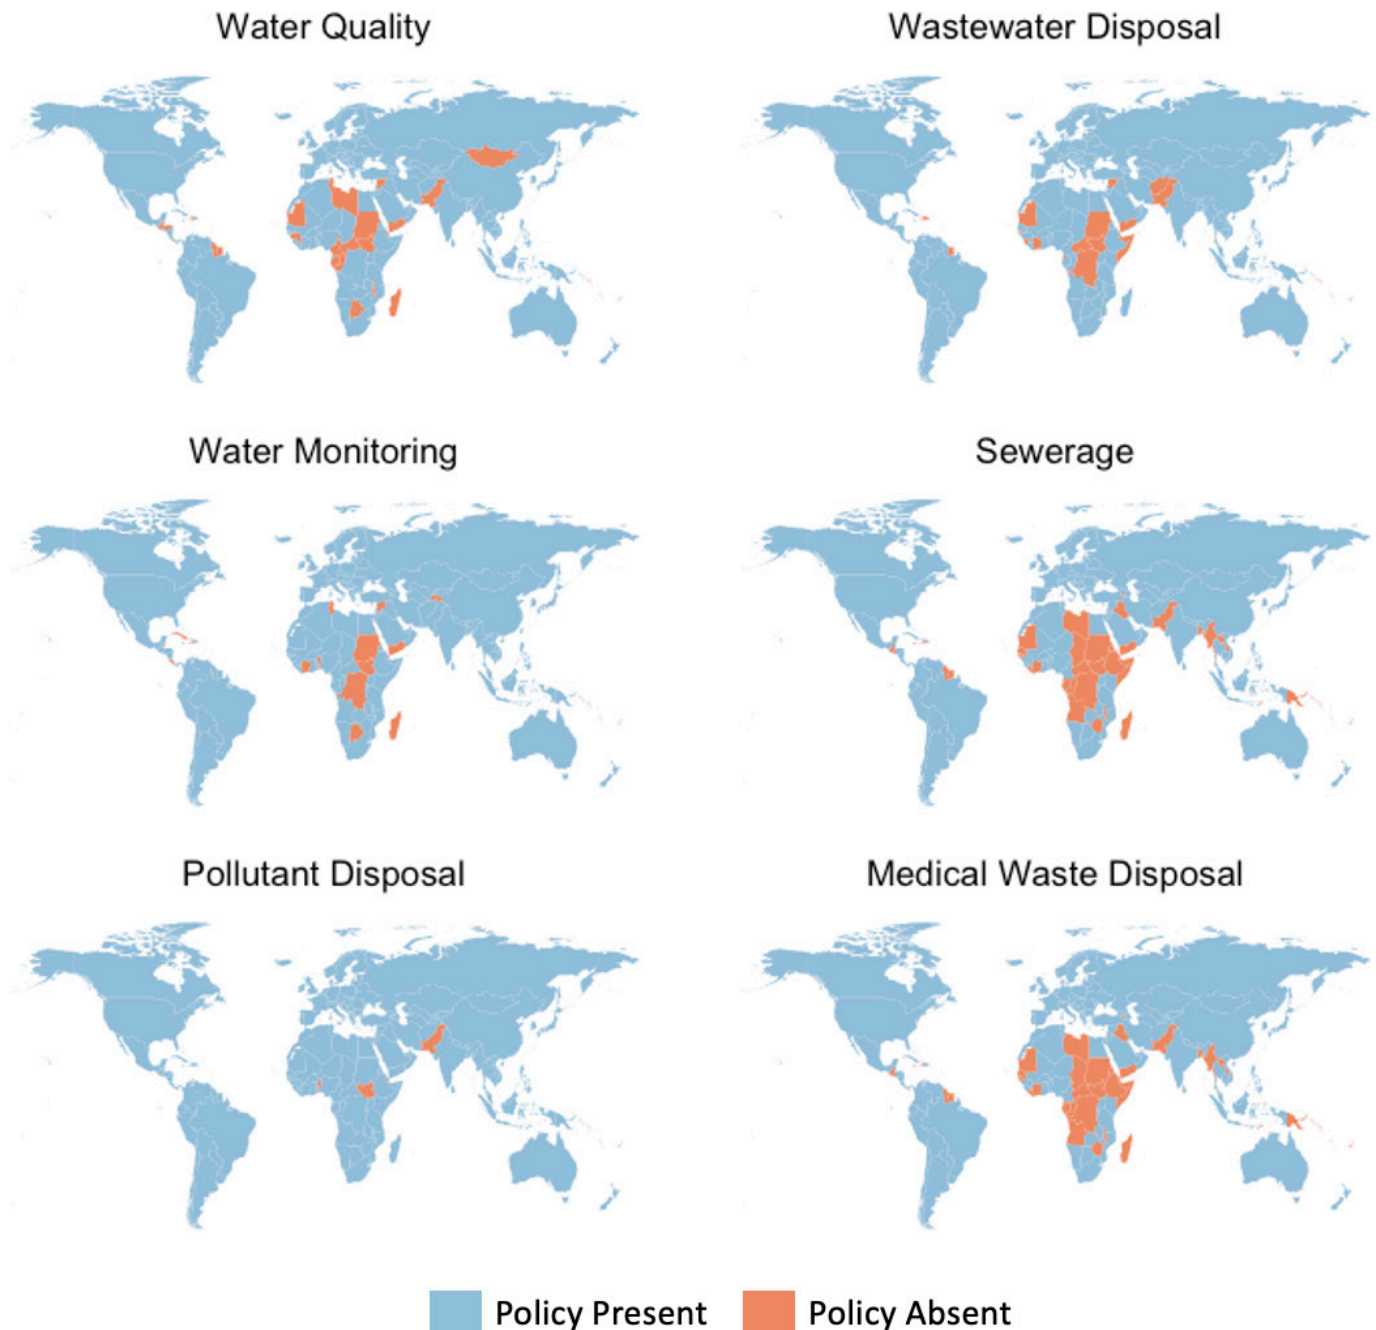 Water Quality
Wastewater Disposal
Water Monitoring
Sewerage
Pollutant Disposal
Medical Waste Disposal
Policy Present
Policy Absent